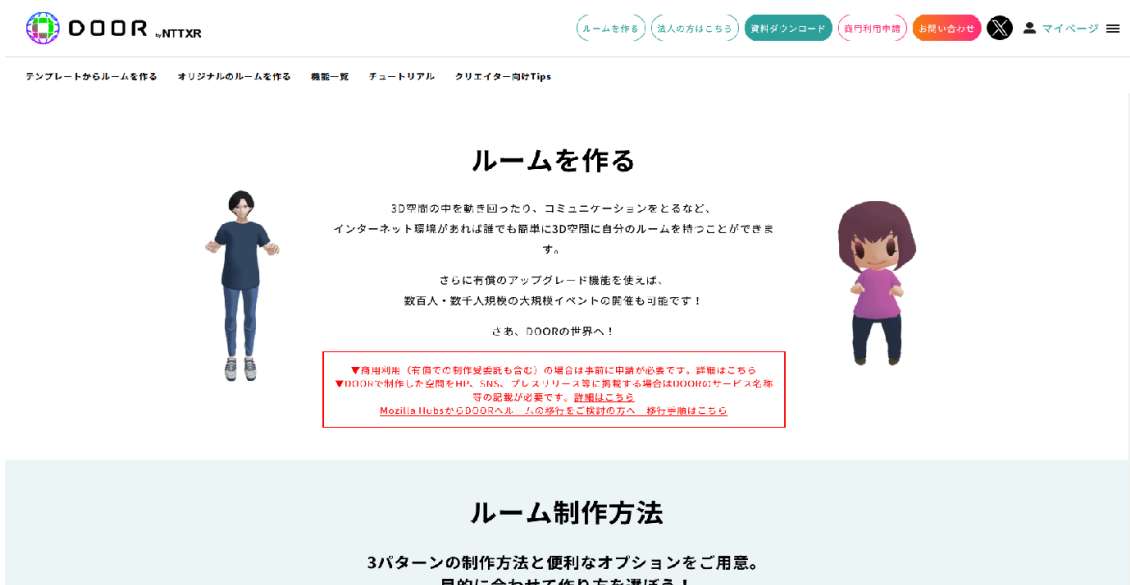 DOOR by NTTXR
ルームを作る
法人の方はこちら
資料ダウンロード
商用利用申請
お問い合わせ
マイページ
テンプレートからルームを作る
オリジナルのルームを作る
機能一覧
チュートリアル
クリエイター向けTips
ルームを作る
3D空間の中を動き回ったり、コミュニケーションをとるなど、
インターネット環境があれば誰でも簡単に3D空間に自分のルームを持つことができま
す。
さらに有償のアップグレード機能を使えば、
数百人・数千人規模の大規模イベントの開催も可能です！
さあ、DOORの世界へ！
▼商用利用（有償での制作受委託も含む）の場合は事前に申請が必要です。詳細はこちら
▼DOORで制作した空間をHP、SNS、プレスリリース等に掲載する場合はDOORのサービス名称
等の記載が必要です。詳細はこちら
Mozilla HubsからDOORへルームの移行をご検討の方へ　移行手順はこちら
ルーム制作方法
3パターンの制作方法と便利なオプションをご用意。
目的に合わせて作り方を選ぼう！